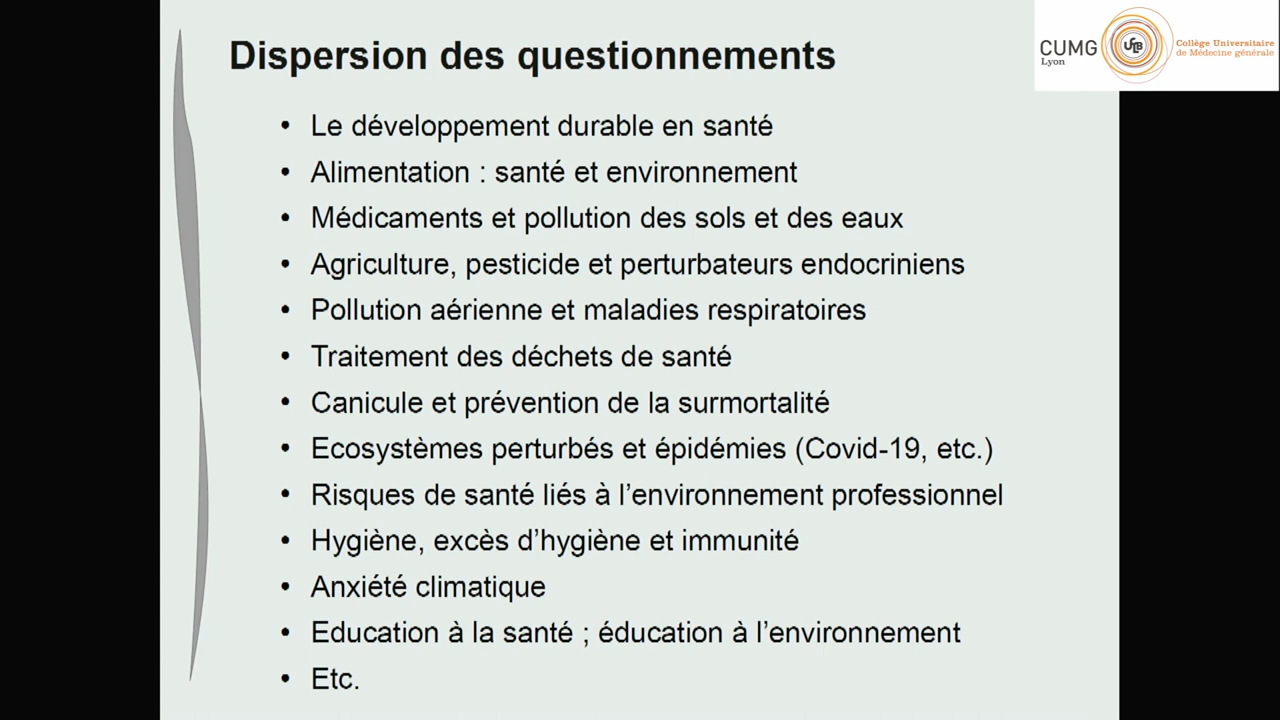 Dispersion des questionnements
CUMG
Lyon
Collège Universitaire
de Médecine générale
• Le développement durable en santé
• Alimentation : santé et environnement
• Médicaments et pollution des sols et des eaux
• Agriculture, pesticide et perturbateurs endocriniens
• Pollution aérienne et maladies respiratoires
• Traitement des déchets de santé
• Canicule et prévention de la surmortalité
• Ecosystèmes perturbés et épidémies (Covid-19, etc.)
• Risques de santé liés à l’environnement professionnel
• Hygiène, excès d’hygiène et immunité
• Anxiété climatique
• Education à la santé ; éducation à l’environnement
• Etc.